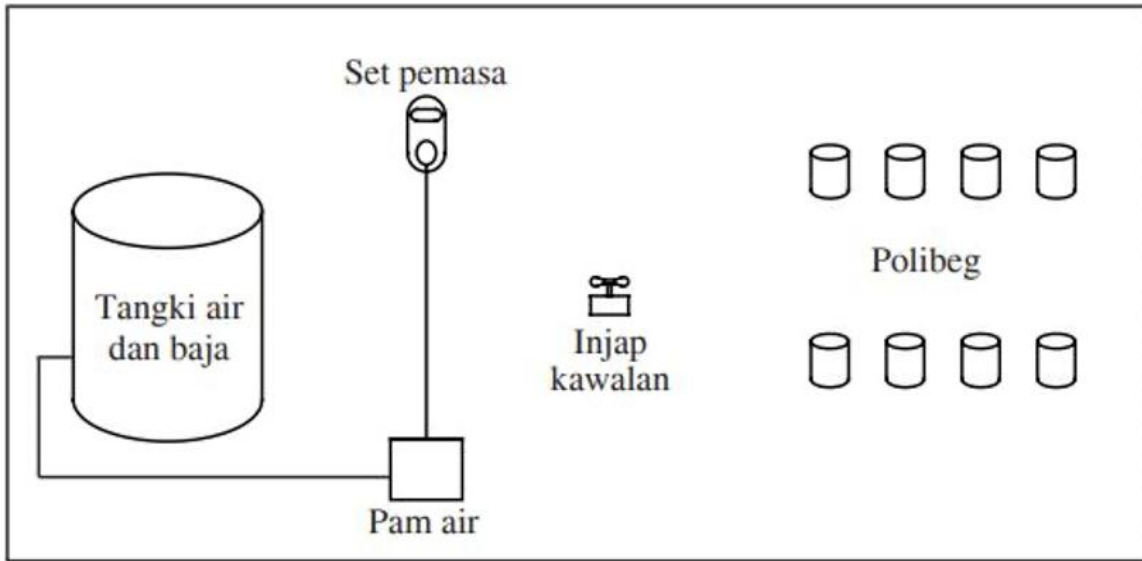 Set pemasa
Tangki air
dan baja
Polibeg
Injap
kawalan
Pam air